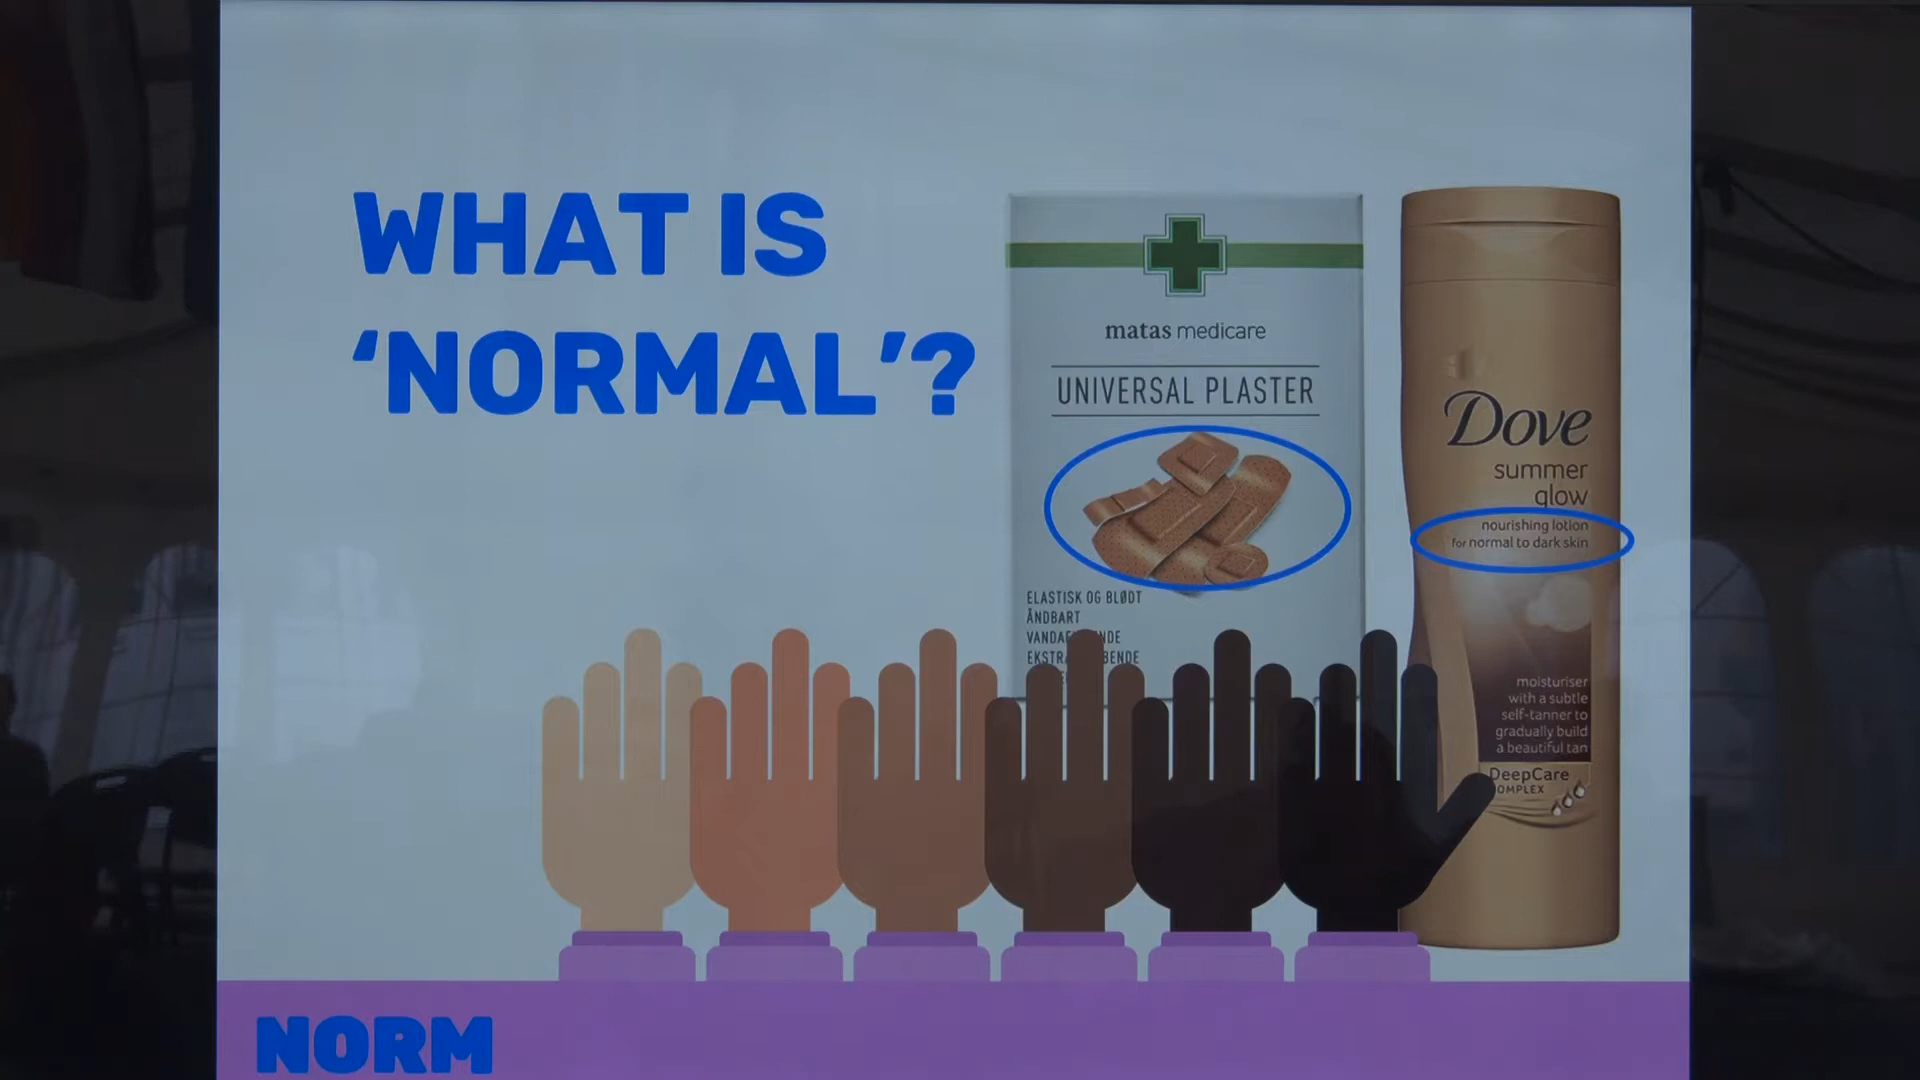 WHAT IS
‘NORMAL’?
matas medicare
UNIVERSAL PLASTER
ELASTISK OG BLØDT
ÅNDBART
Dove
summer
glow
nourishing lotion
for normal to dark skin
moisturiser
with a subtle
self-tanner to
gradually build
a beautiful tan
DeepCare
NORM